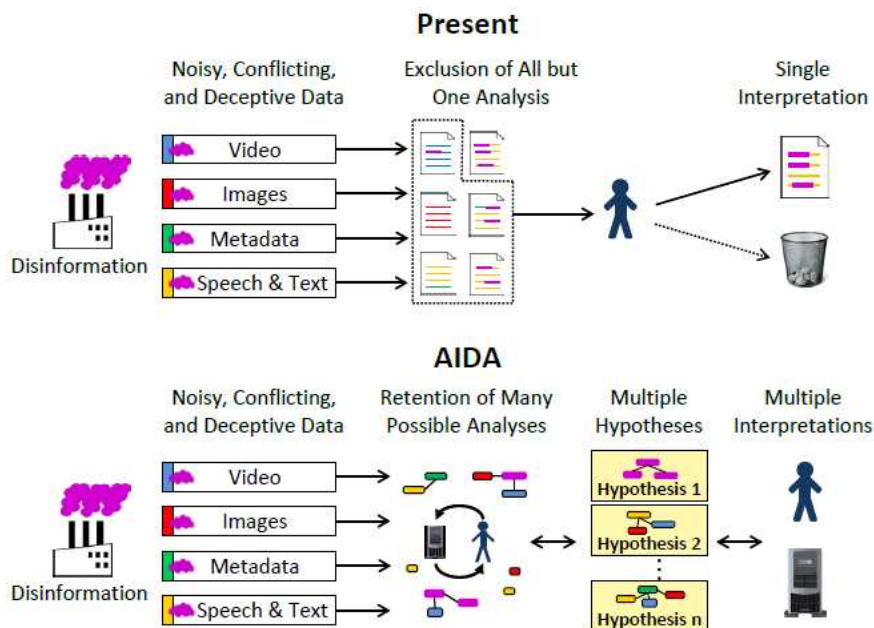 Present
Noisy, Conflicting,
and Deceptive Data
Exclusion of All but
One Analysis
Single
Interpretation
Video
Images
Metadata
Speech & Text
Disinformation
AIDA
Noisy, Conflicting,
and Deceptive Data
Retention of Many
Possible Analyses
Multiple
Hypotheses
Multiple
Interpretations
Video
Images
Metadata
Speech & Text
Disinformation
Hypothesis 1
Hypothesis 2
Hypothesis n